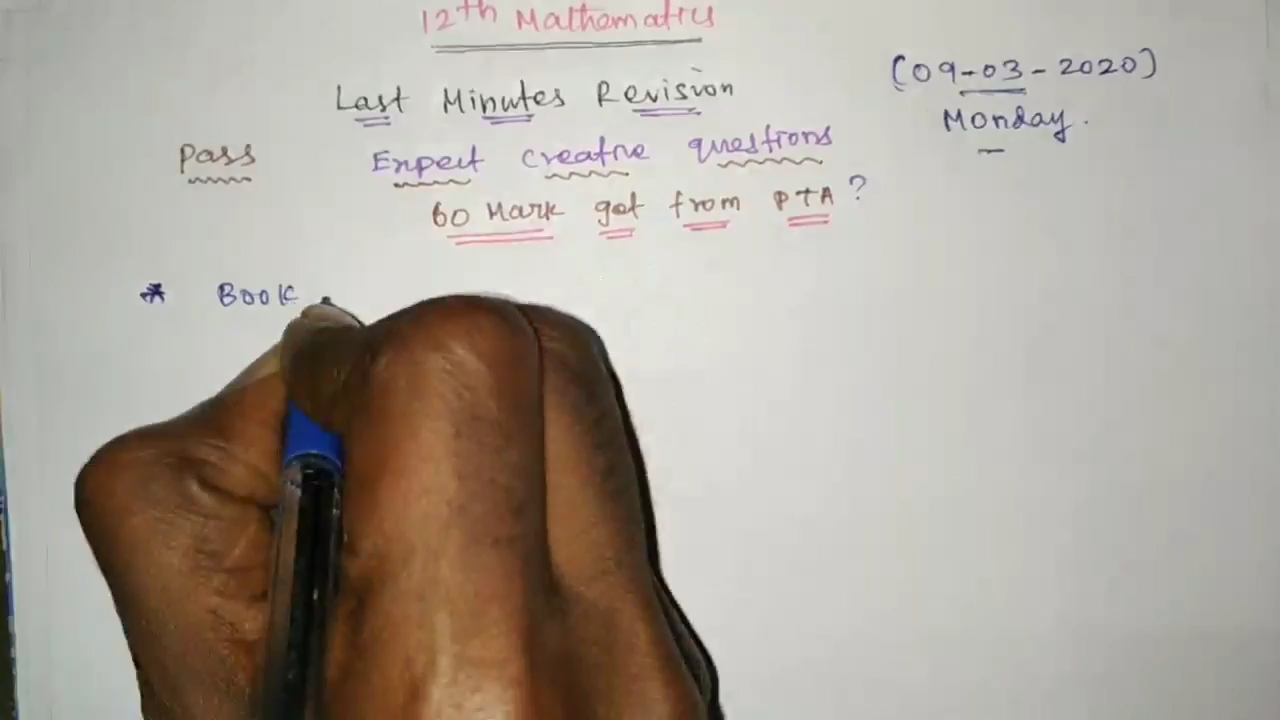 12th Mathematics
Last Minutes Revision
(09-03-2020)
Monday.
Pass
Expect creative questions
60 Mark get from PTA?
* Book